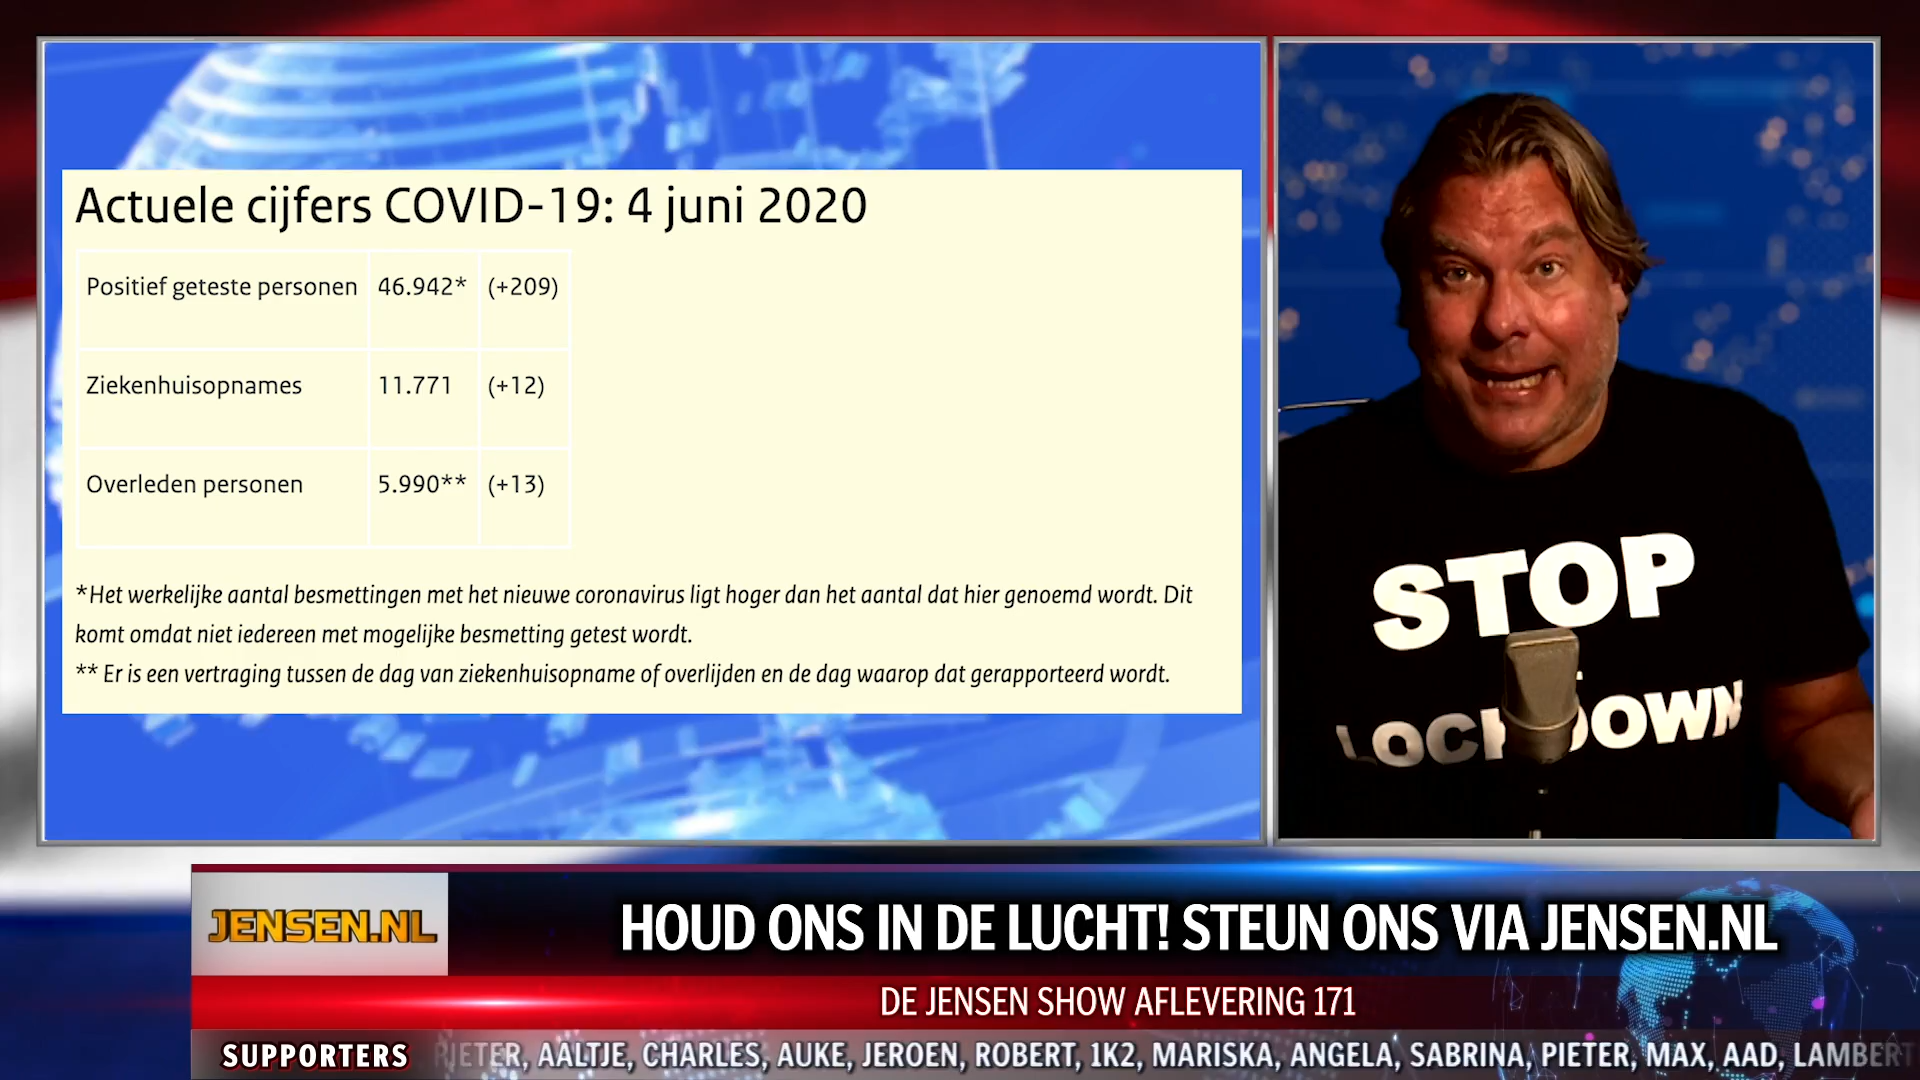 Actuele cijfers COVID-19: 4 juni 2020
Positief geteste personen 46.942* (+209)
Ziekenhuisopnames 11.771 (+12)
Overleden personen 5.990** (+13)
*Het werkelijke aantal besmettingen met het nieuwe coronavirus ligt hoger dan het aantal dat hier genoemd wordt. Dit
komt omdat niet iedereen met mogelijke besmetting getest wordt.
** Er is een vertraging tussen de dag van ziekenhuisopname of overlijden en de dag waarop dat gerapporteerd wordt.
STOP
LOCKDOWN
JENSEN.NL
HOUD ONS IN DE LUCHT! STEUN ONS VIA JENSEN.NL
DE JENSEN SHOW AFLEVERING 171
SUPPORTERS PIETER, AALTJE, CHARLES, AUKE, JEROEN, ROBERT, 1K2, MARISKA, ANGELA, SABRINA, PIETER, MAX, AAD, LAMBERT